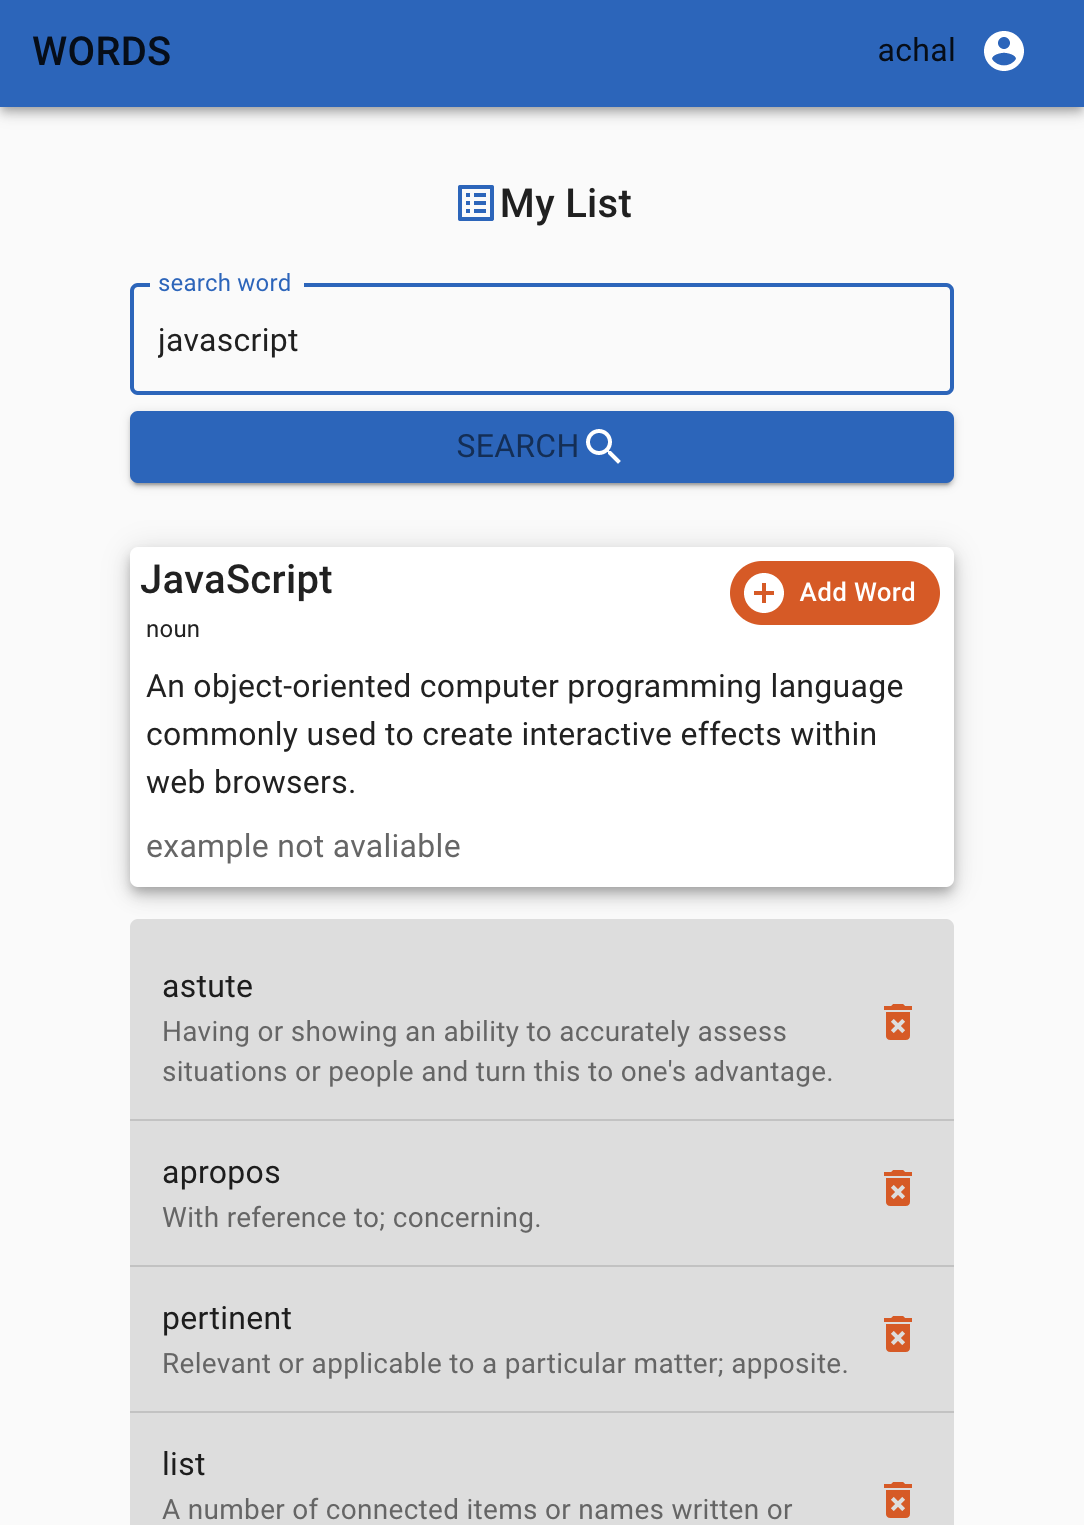 WORDS
achal
My List
search word
javascript
SEARCH
JavaScript
Add Word
noun
An object-oriented computer programming language
commonly used to create interactive effects within
web browsers.
example not avaliable
astute
Having or showing an ability to accurately assess
situations or people and turn this to one's advantage.
apropos
With reference to; concerning.
pertinent
Relevant or applicable to a particular matter; apposite.
list
A number of connected items or names written or